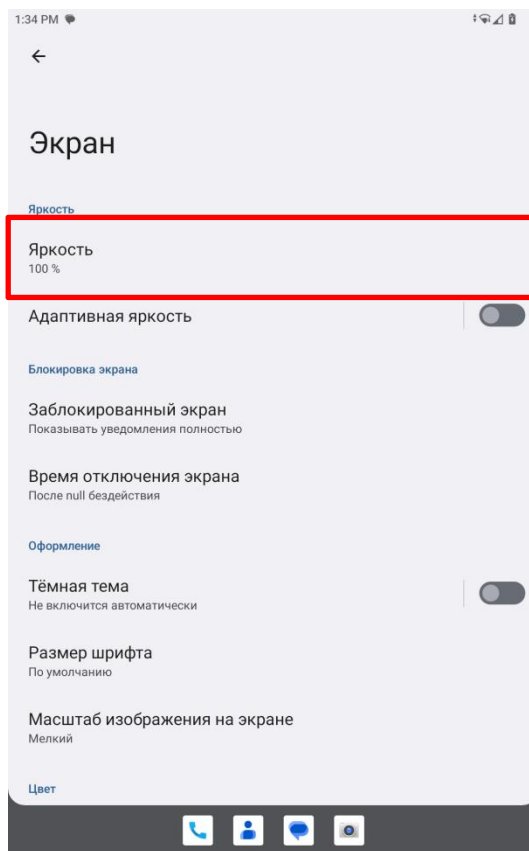 1:34 PM
Экран
Яркость
Яркость
100 %
Адаптивная яркость
Блокировка экрана
Заблокированный экран
Показывать уведомления полностью
Время отключения экрана
После null бездействия
Оформление
Тёмная тема
Не включится автоматически
Размер шрифта
По умолчанию
Масштаб изображения на экране
Мелкий
Цвет